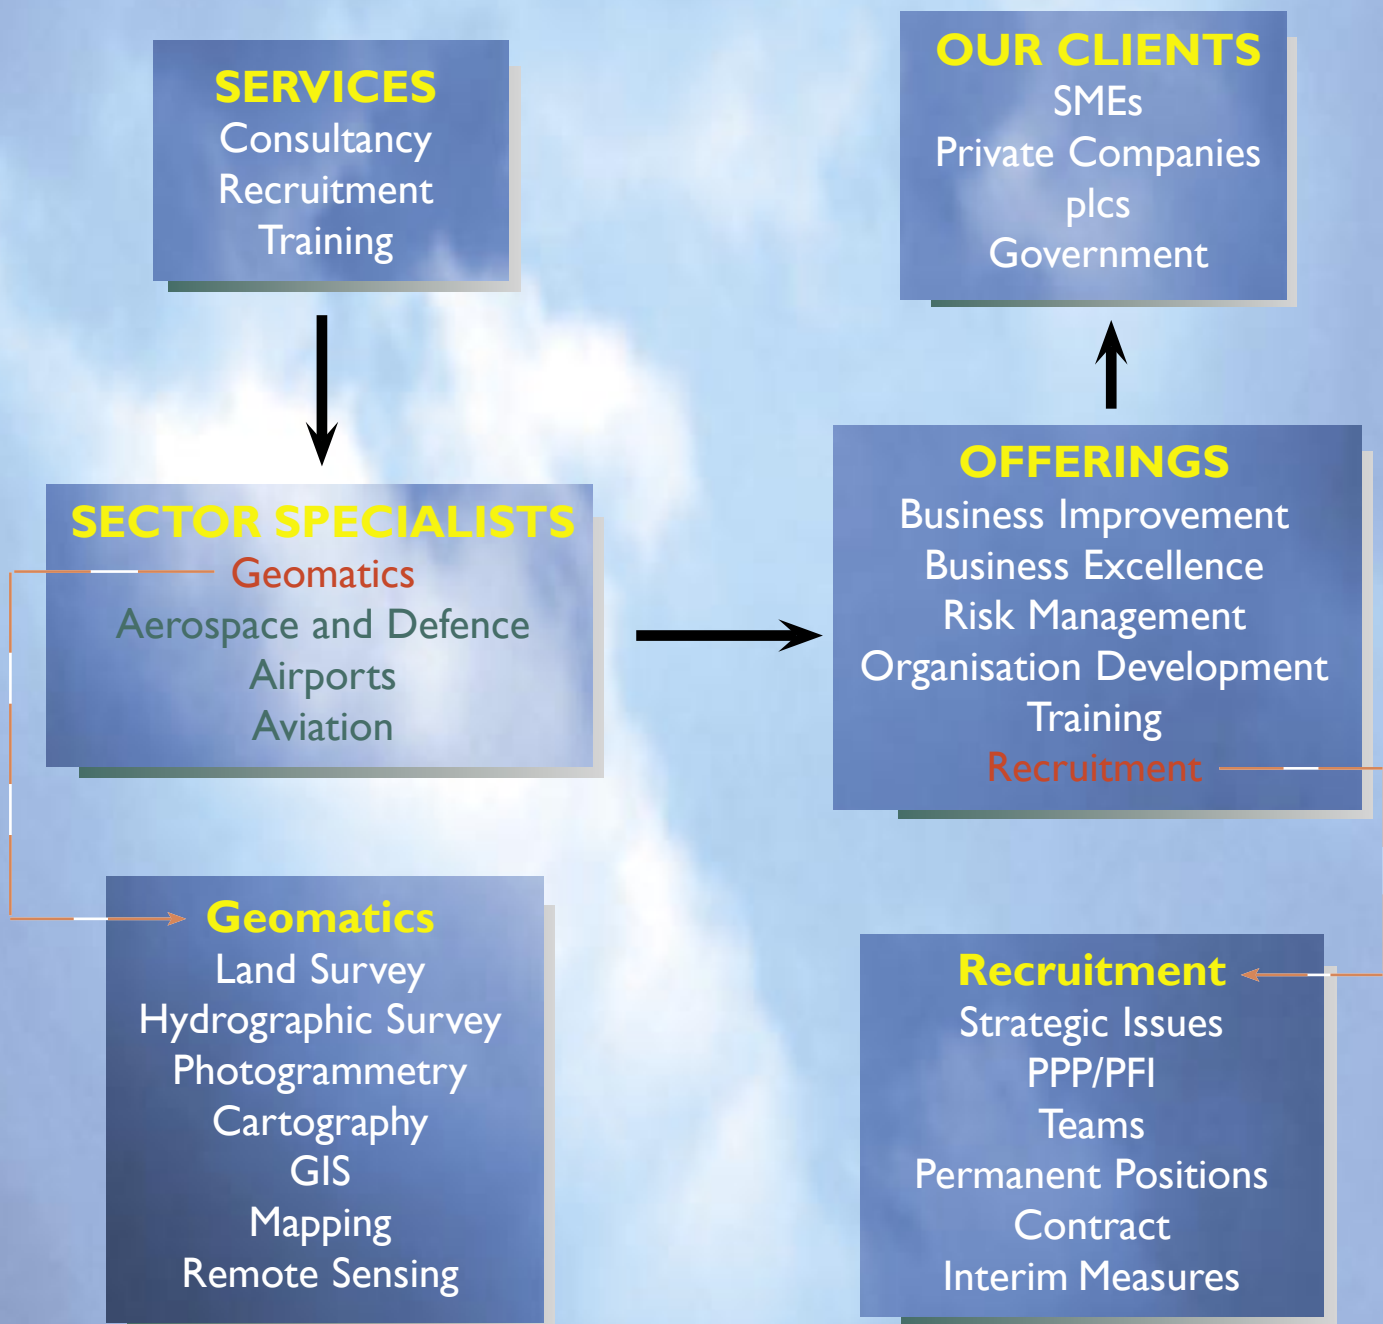 SERVICES
Consultancy
Recruitment
Training
OUR CLIENTS
SMEs
Private Companies
plcs
Government
SECTOR SPECIALISTS
Geomatics
Aerospace and Defence
Airports
Aviation
OFFERINGS
Business Improvement
Business Excellence
Risk Management
Organisation Development
Training
Recruitment
Geomatics
Land Survey
Hydrographic Survey
Photogrammetry
Cartography
GIS
Mapping
Remote Sensing
Recruitment
Strategic Issues
PPP/PFI
Teams
Permanent Positions
Contract
Interim Measures